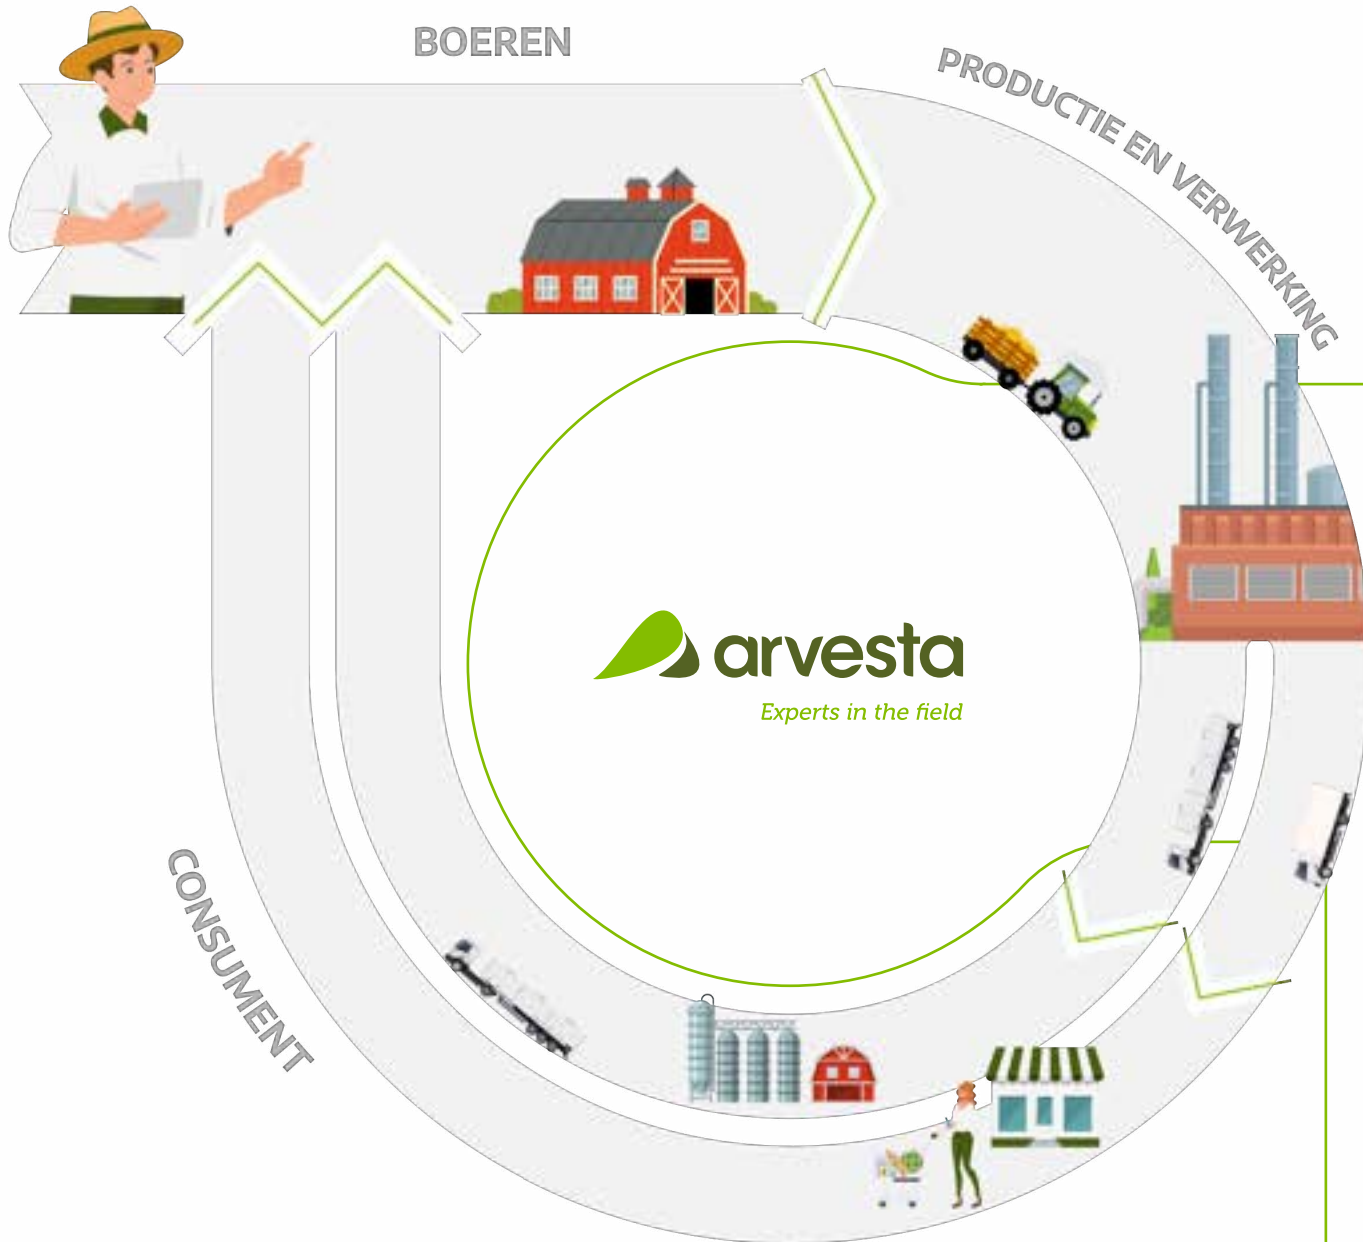 BOEREN
PRODUCTIE EN VERWERKING
arvesta
Experts in the field
CONSUMENT